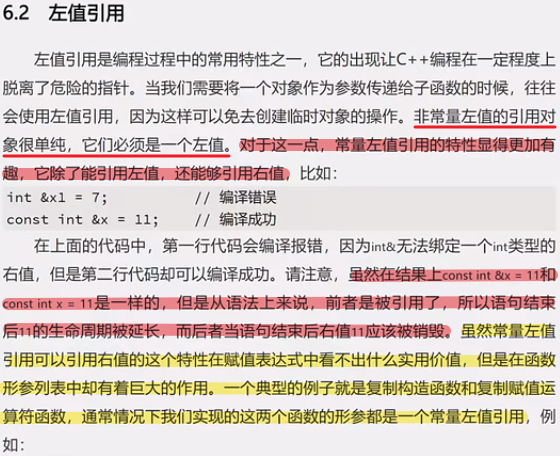 6.2 左值引用
左值引用是编程过程中的常用特性之一，它的出现让C++编程在一定程度上
脱离了危险的指针。当我们需要将一个对象作为参数传递给子函数的时候，往往
会使用左值引用，因为这样可以免去创建临时对象的操作。非常量左值的引用对
象很单纯，它们必须是一个左值。对于这一点，常量左值引用的特性显得更加有
趣，它除了能引用左值，还能够引用右值，比如：
int &x1 = 7; // 编译错误
const int &x = 11; // 编译成功
在上面的代码中，第一行代码会编译报错，因为int&无法绑定一个int类型的
右值，但是第二行代码却可以编译成功。请注意，虽然在结果上const int &x = 11和
const int x = 11是一样的，但是从语法上来说，前者是被引用了，所以语句结束
后11的生命周期被延长，而后者当语句结束后右值11应该被销毁。虽然常量左值
引用可以引用右值的这个特性在赋值表达式中看不出什么实用价值，但是在函数
形参列表中却有着巨大的作用。一个典型的例子就是复制构造函数和复制赋值运
算符函数，通常情况下我们实现的这两个函数的形参都是一个常量左值引用，例
如：